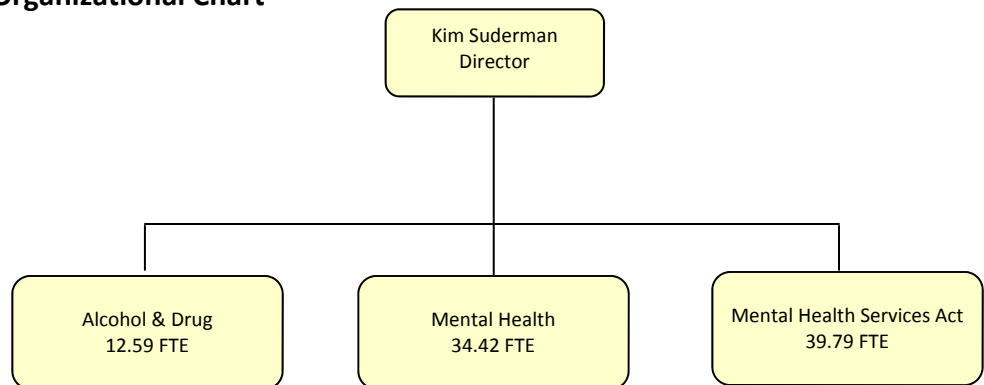 Organizational Chart
Kim Suderman
Director
Alcohol & Drug
12.59 FTE
Mental Health
34.42 FTE
Mental Health Services Act
39.79 FTE